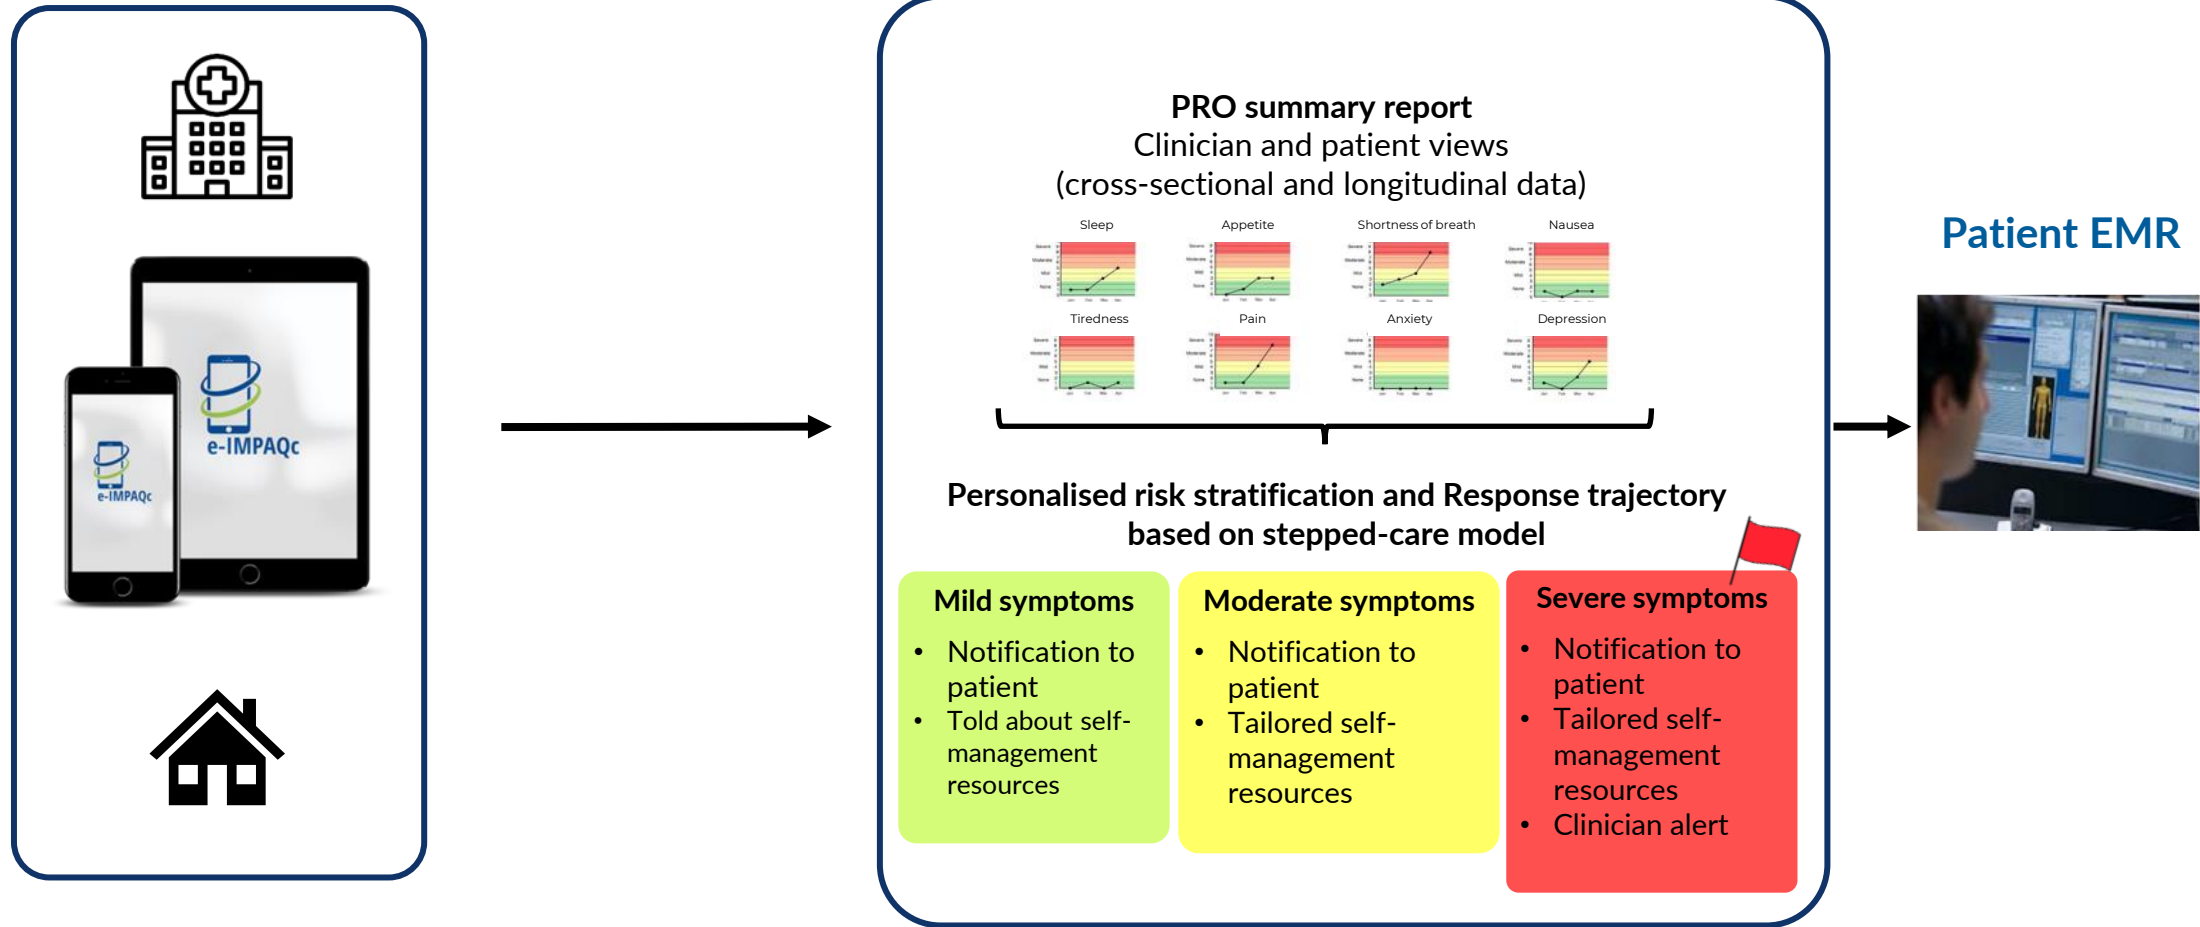 e-IMPAQc
e-IMPAQc
PRO summary report
Clinician and patient views
(cross-sectional and longitudinal data)
Sleep
Appetite
Shortness of breath
Nausea
Tiredness
Pain
Anxiety
Depression
Personalised risk stratification and Response trajectory
based on stepped-care model
Mild symptoms
• Notification to
patient
• Told about self-
management
resources
Moderate symptoms
• Notification to
patient
• Tailored self-
management
resources
Severe symptoms
• Notification to
patient
• Tailored self-
management
resources
• Clinician alert
Patient EMR